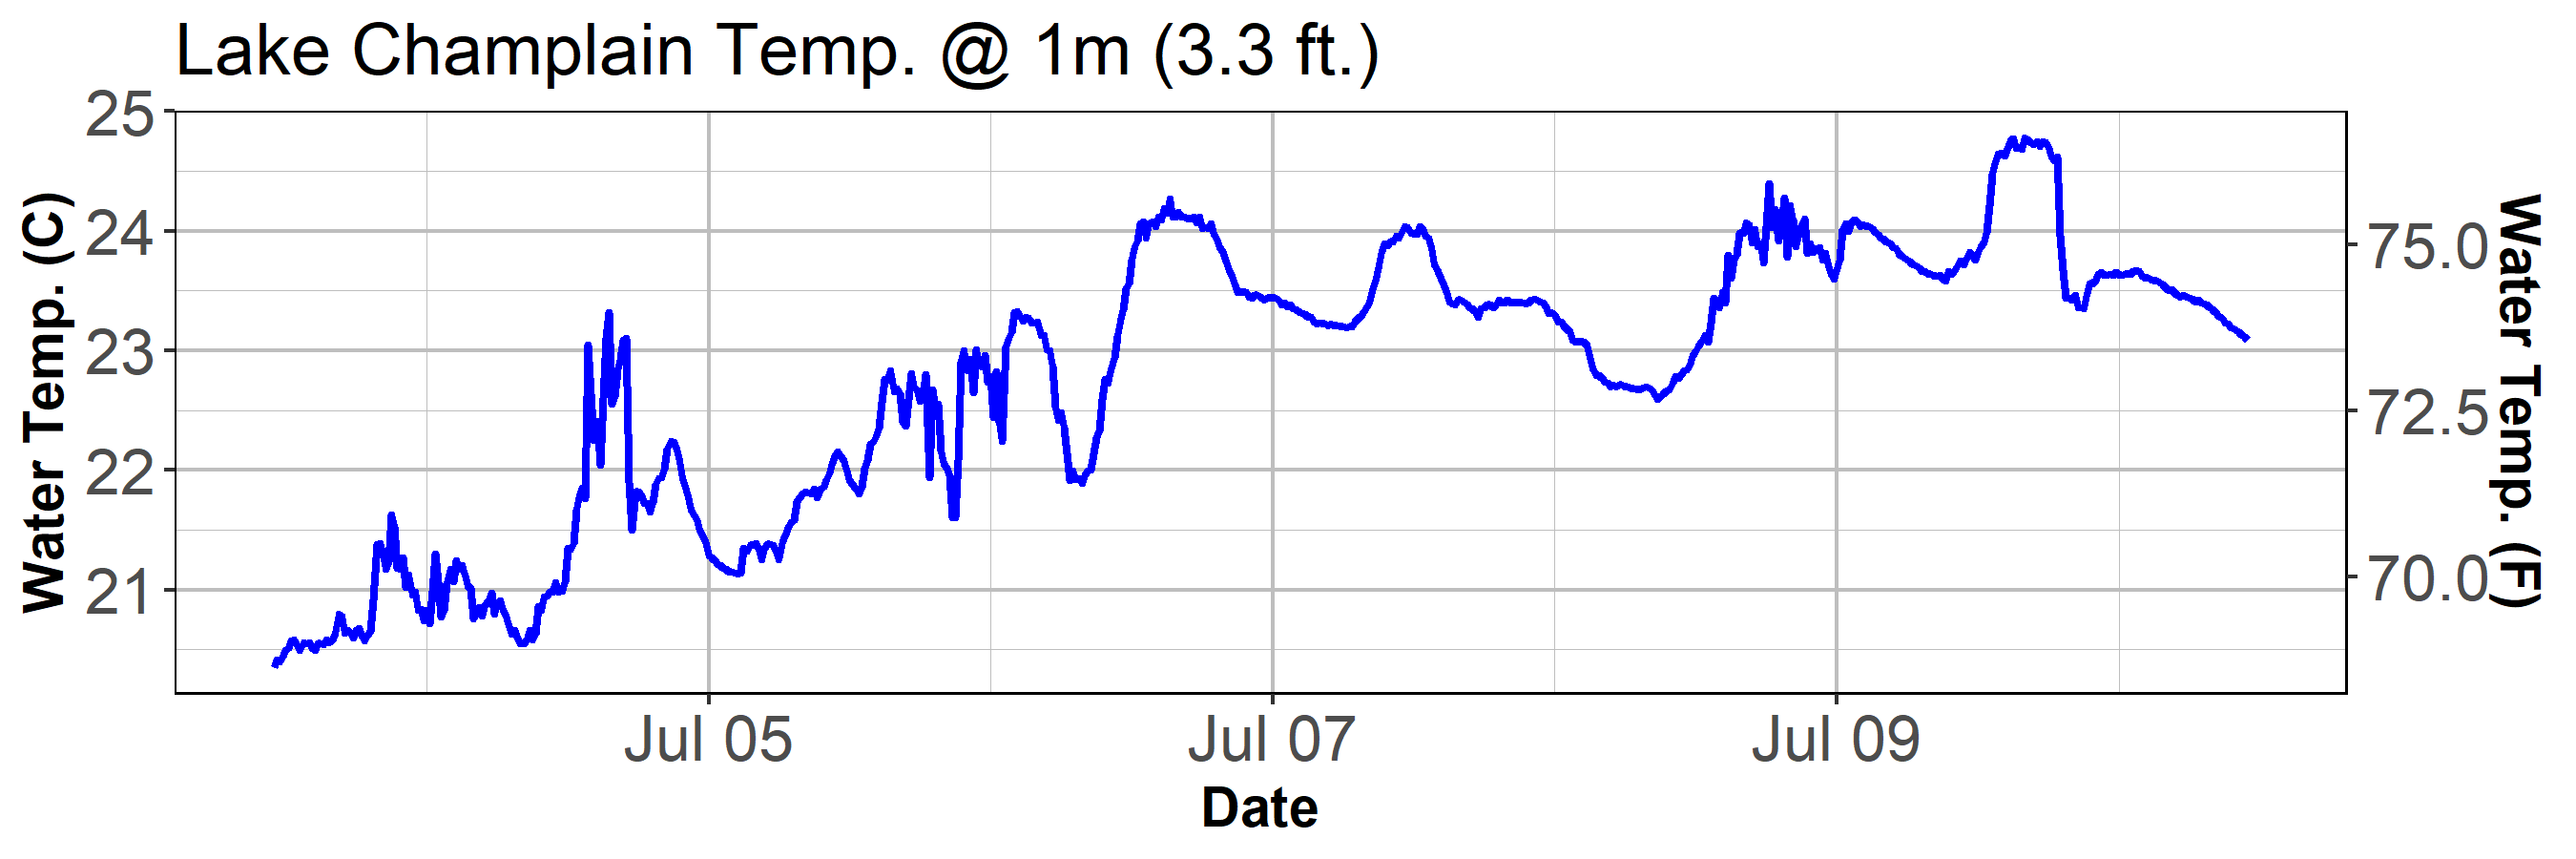 Lake Champlain Temp. @ 1m (3.3 ft.)
Water Temp. (C)
25
24
23
22
21
75.0
72.5
70.0
Water Temp. (F)
Jul 05
Jul 07
Jul 09
Date